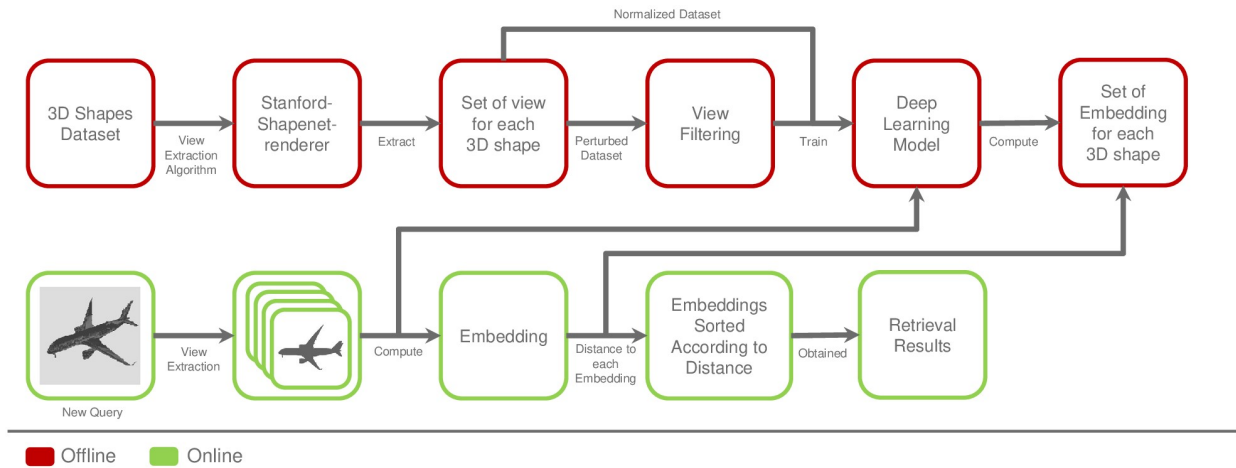 Normalized Dataset
3D Shapes
Dataset
View
Extraction
Algorithm
Stanford-
Shapenet-
renderer
Extract
Set of view
for each
3D shape
Perturbed
Dataset
View
Filtering
Train
Deep
Learning
Model
Compute
Set of
Embedding
for each
3D shape
New Query
View
Extraction
Compute
Embedding
Distance to
each
Embedding
Embeddings
Sorted
According to
Distance
Obtained
Retrieval
Results
Offline
Online